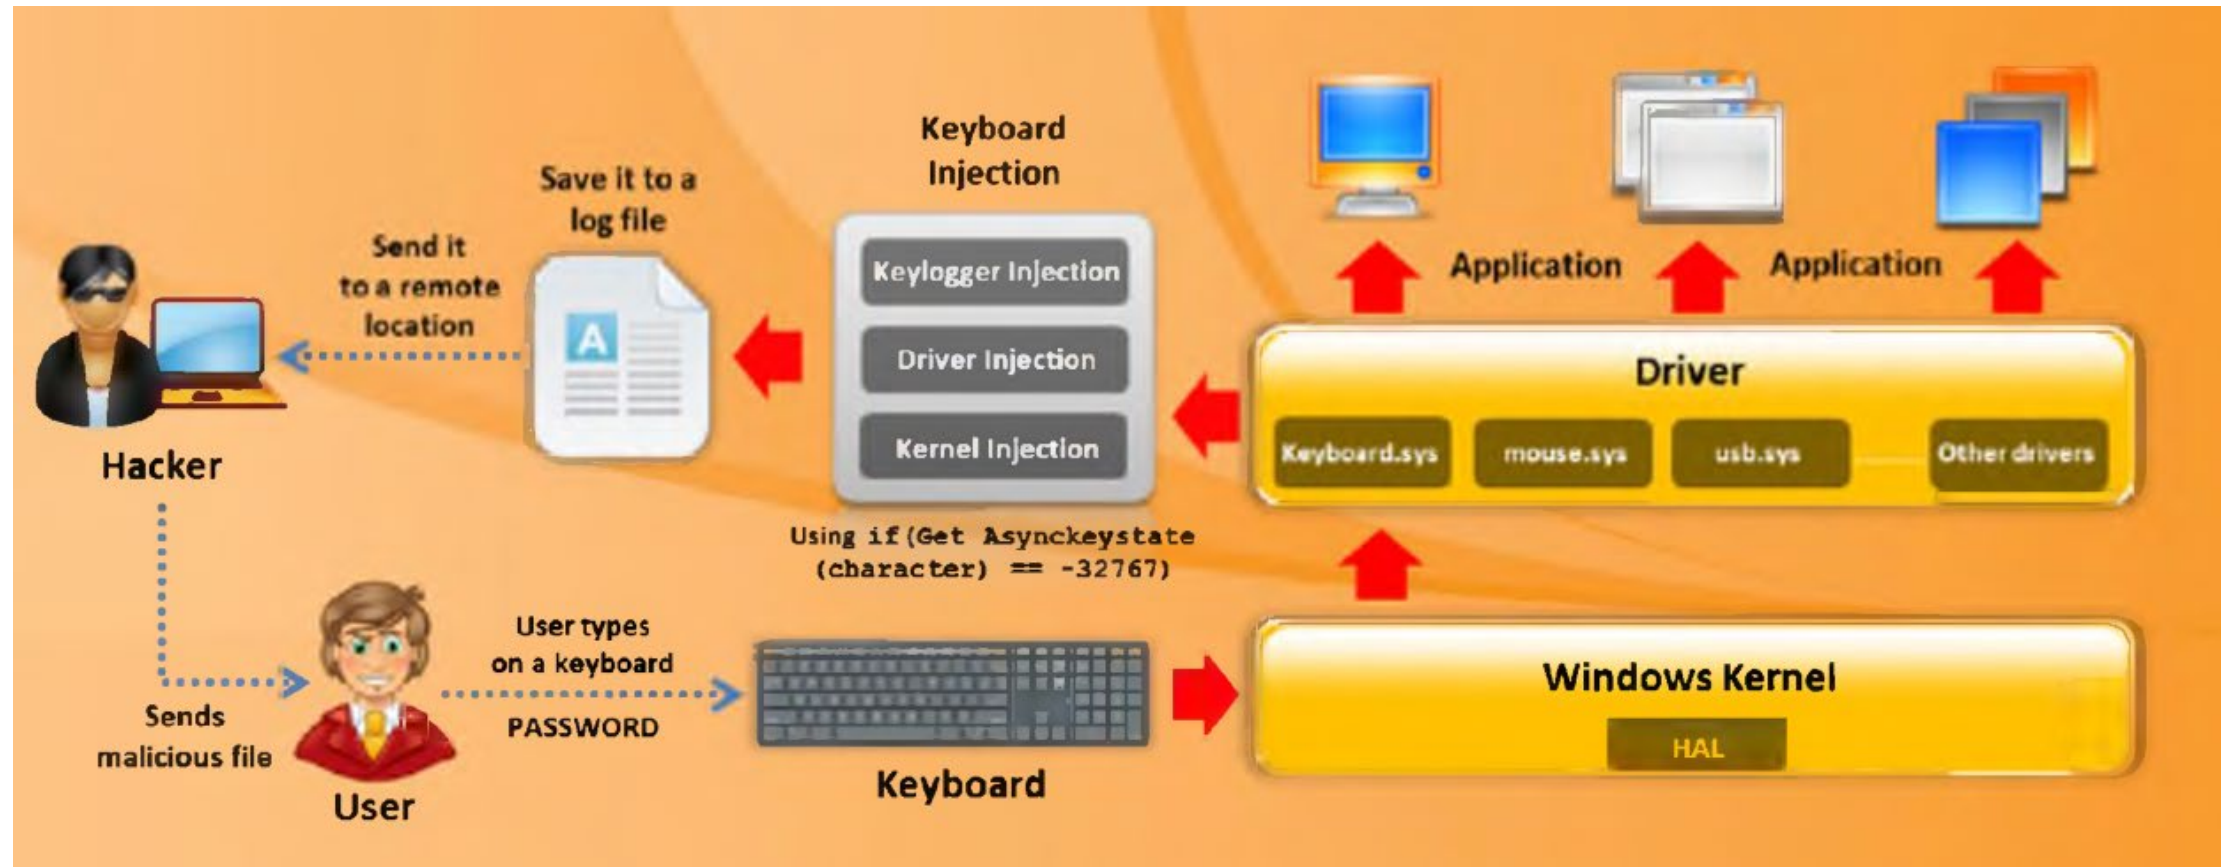 Keyboard
Injection
Save it to a
log file
Send it
to a remote
location
Keylogger Injection
Driver Injection
Kernel Injection
Application
Application
Driver
Keyboard.sys
mouse.sys
usb.sys
Other drivers
A
Hacker
Using if(Get Asynckeystate
(character) == -32767)
User types
on a keyboard
PASSWORD
Windows Kernel
HAL
Sends
malicious file
Keyboard
User